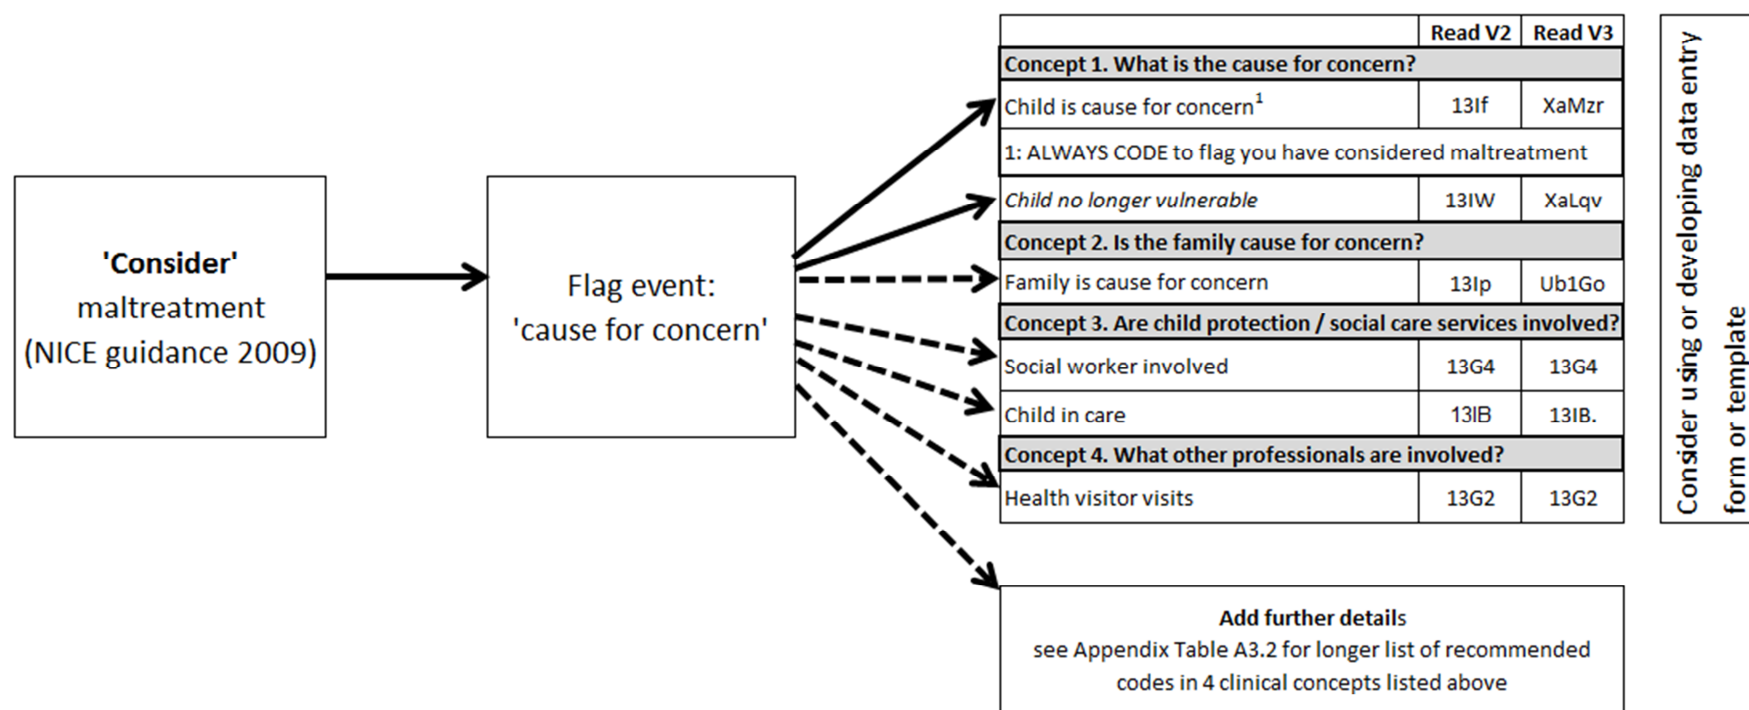 'Consider'
maltreatment
(NICE guidance 2009)
Flag event:
'cause for concern'
Read V2 Read V3
Concept 1. What is the cause for concern?
Child is cause for concern1 13If XaMzr
1: ALWAYS CODE to flag you have considered maltreatment
Child no longer vulnerable 13IW XaLqv
Concept 2. Is the family cause for concern?
Family is cause for concern 13Ip Ub1Go
Concept 3. Are child protection / social care services involved?
Social worker involved 13G4 13G4
Child in care 13IB 13IB.
Concept 4. What other professionals are involved?
Health visitor visits 13G2 13G2
Add further details
see Appendix Table A3.2 for longer list of recommended
codes in 4 clinical concepts listed above
Consider using or developing data entry
form or template